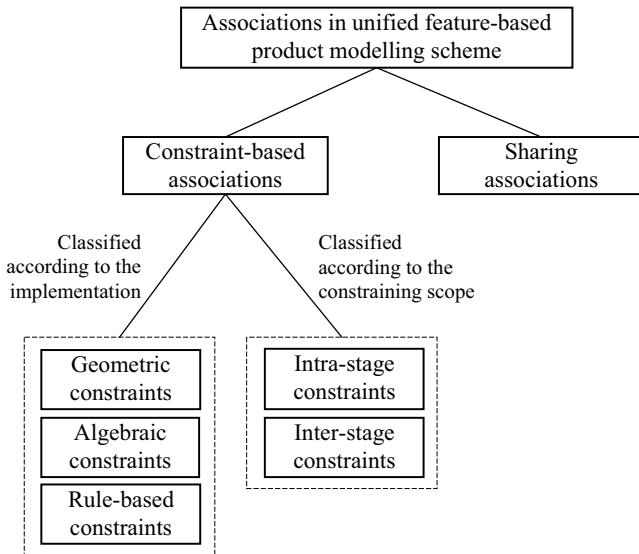 Associations in unified feature-based
product modelling scheme
Constraint-based
associations
Sharing
associations
Classified
according to the
implementation
Classified
according to the
constraining scope
Geometric
constraints
Algebraic
constraints
Rule-based
constraints
Intra-stage
constraints
Inter-stage
constraints